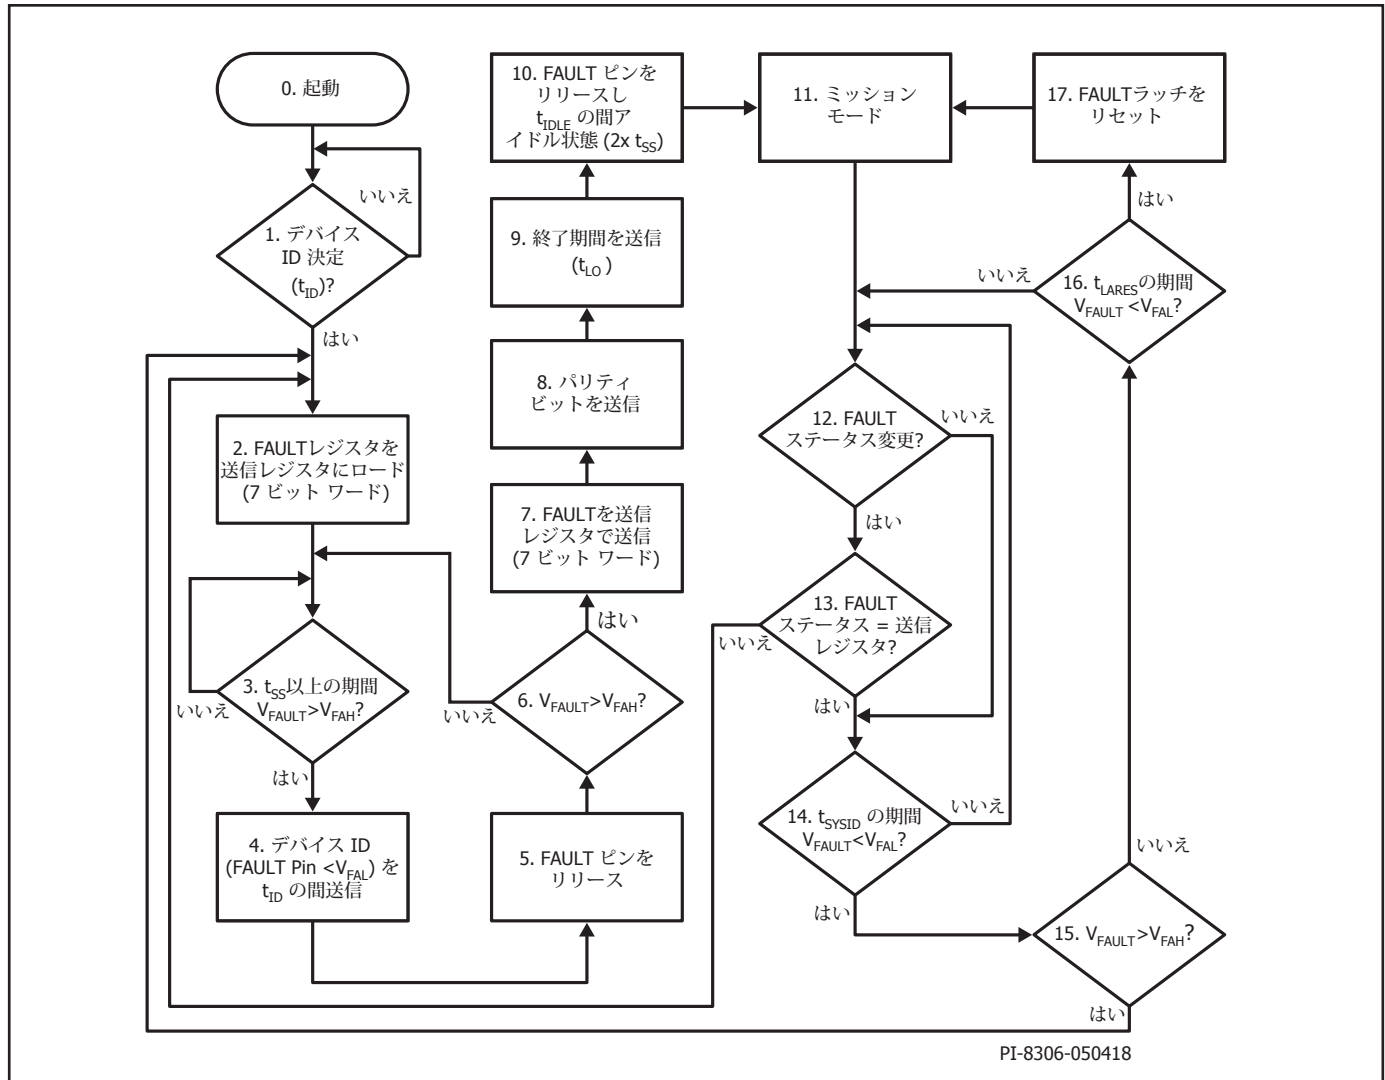 0. 起動
いいえ
1. デバイス
ID 決定
(tID)?
はい
2. FAULTレジスタを
送信レジスタにロード
(7 ビット ワード)
3. tSS以上の期間
VFAULT>VFAH?
いいえ
はい
4. デバイス ID
(FAULT Pin <VFAL) を
tID の間送信
5. FAULT ピンを
リリース
6. VFAULT>VFAH?
いいえ
はい
7. FAULTを送信
レジスタで送信
(7 ビット ワード)
8. パリティ
ビットを送信
9. 終了期間を送信
(tLO )
10. FAULT ピンを
リリースし
tIDLE の間ア
イドル状態 (2x tSS)
11. ミッション
モード
12. FAULT
ステータス変更?
いいえ
はい
13. FAULT
ステータス = 送信
レジスタ?
いいえ
はい
14. tSYSID の期間
VFAULT<VFAL?
いいえ
はい
15. VFAULT>VFAH?
いいえ
はい
16. tLARESの期間
VFAULT <VFAL?
いいえ
はい
17. FAULTラッチを
リセット
PI-8306-050418